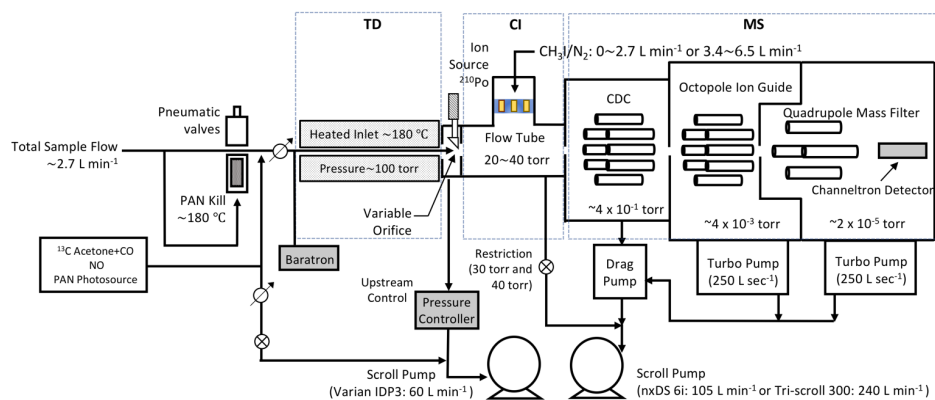 TD
CI
MS
Ion
Source
²¹⁰Po
CH₃I/N₂: 0~2.7 L min⁻¹ or 3.4~6.5 L min⁻¹
Pneumatic
valves
Total Sample Flow
~2.7 L min⁻¹
Heated Inlet ~180 ℃
Pressure~100 torr
Flow Tube
20~40 torr
CDC
Octopole Ion Guide
Quadrupole Mass Filter
Channeltron Detector
~4 x 10⁻¹ torr
~4 x 10⁻³ torr
~2 x 10⁻⁵ torr
PAN Kill
~180 ℃
Variable
Orifice
¹³C Acetone+CO
NO
PAN Photosource
Baratron
Upstream
Control
Pressure
Controller
Restriction
(30 torr and
40 torr)
Drag
Pump
Turbo Pump
(250 L sec⁻¹)
Turbo Pump
(250 L sec⁻¹)
Scroll Pump
(Varian IDP3: 60 L min⁻¹)
Scroll Pump
(nxDS 6i: 105 L min⁻¹ or Tri-scroll 300: 240 L min⁻¹)